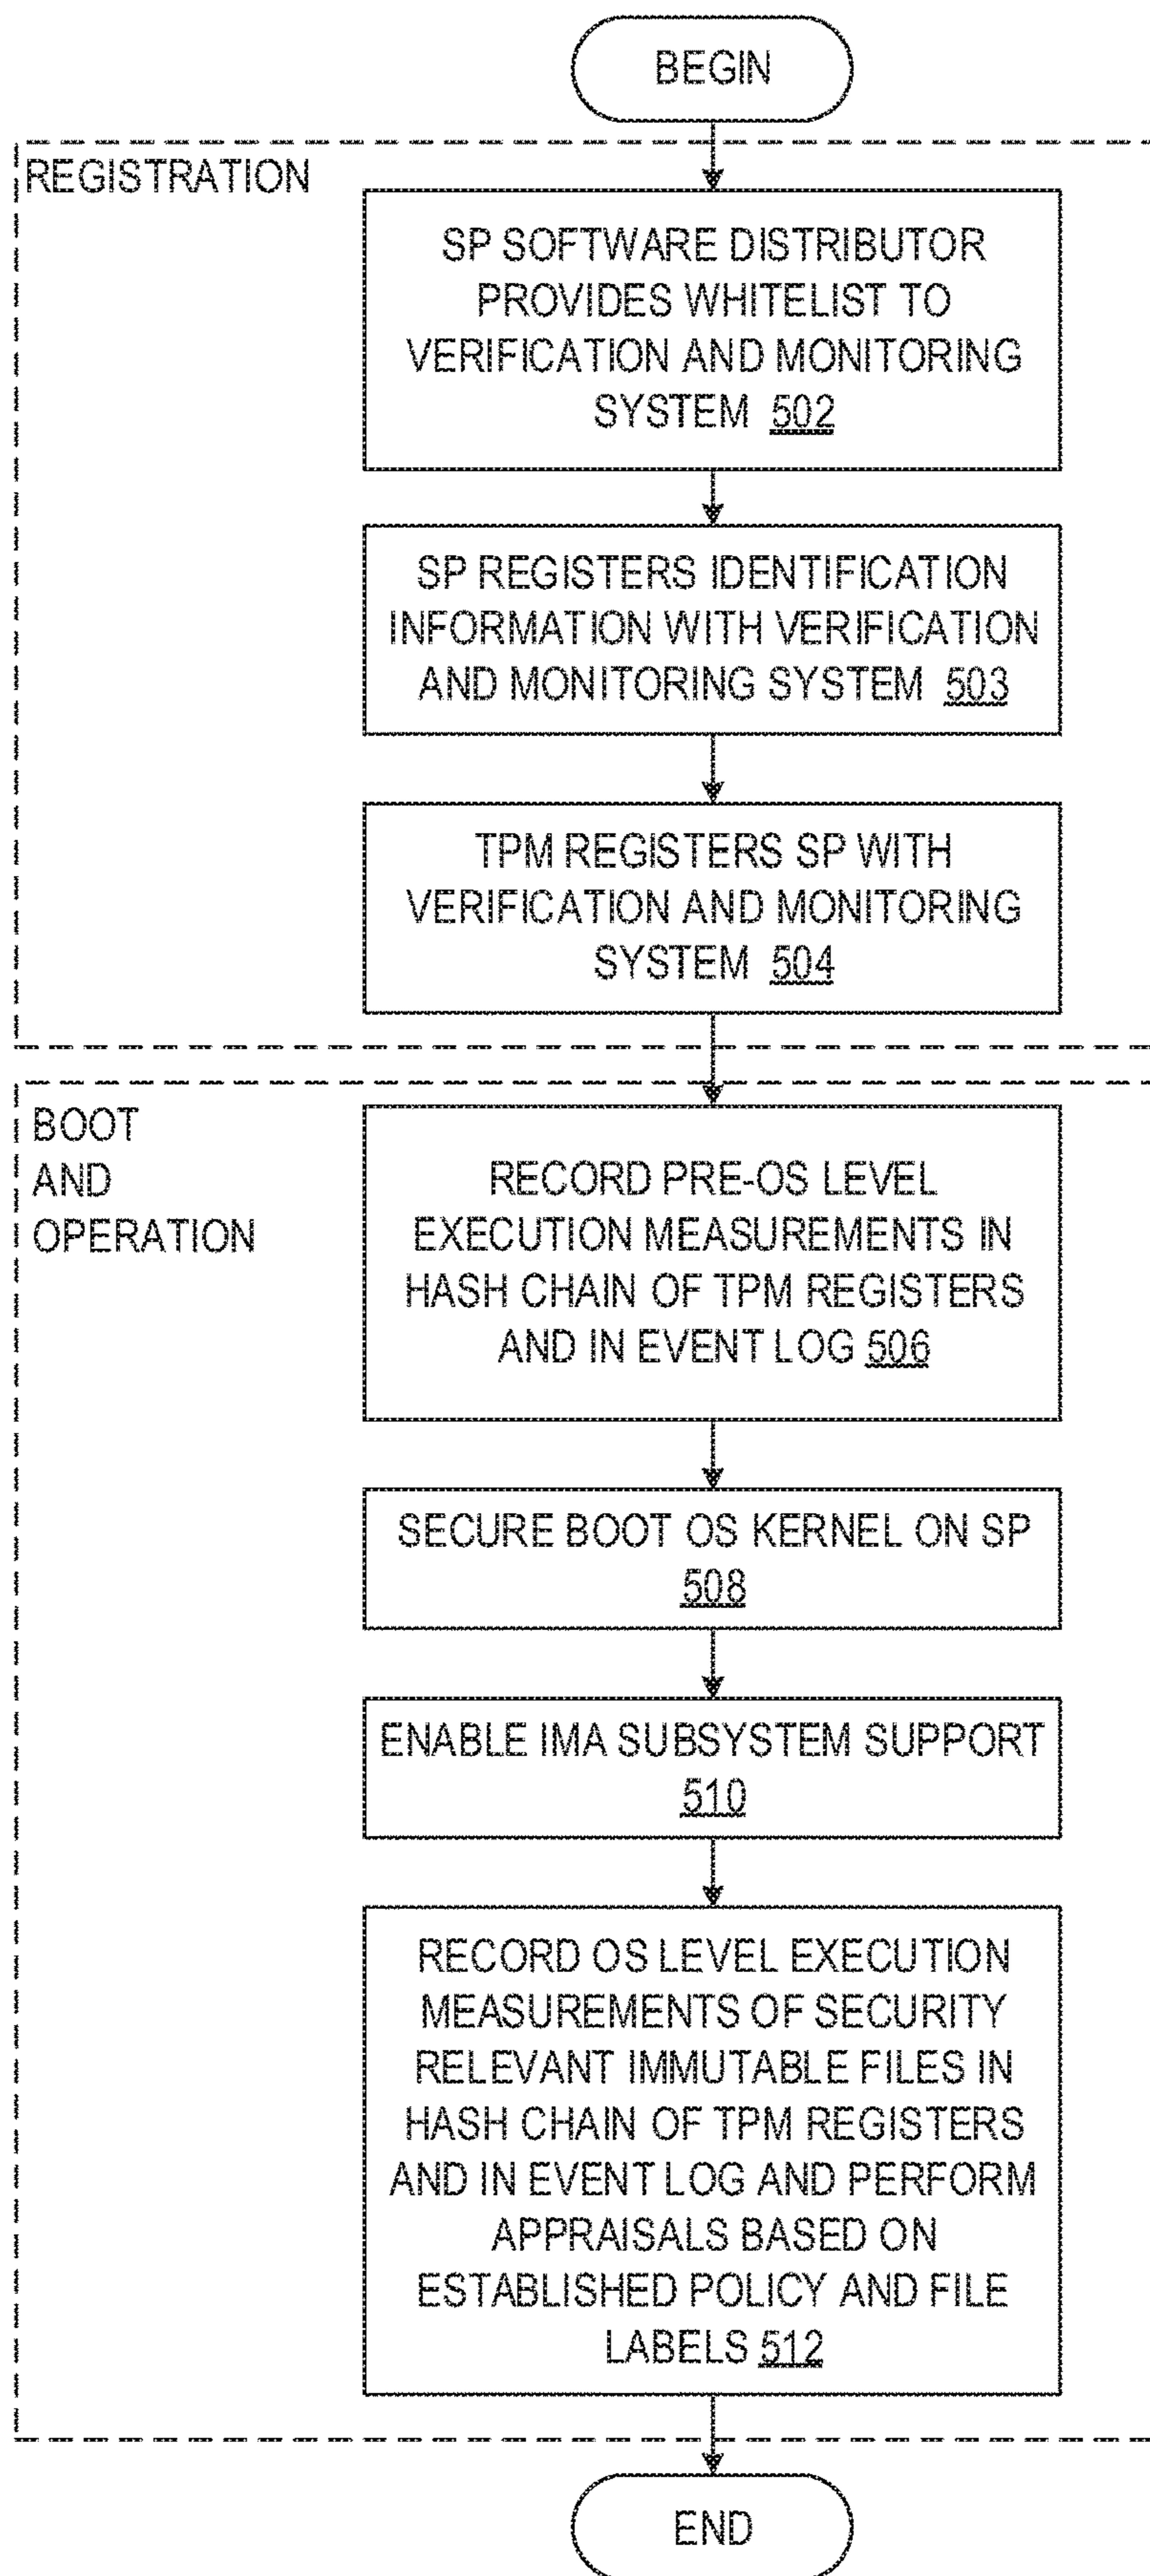 BEGIN
REGISTRATION
SP SOFTWARE DISTRIBUTOR
PROVIDES WHITELIST TO
VERIFICATION AND MONITORING
SYSTEM 502
SP REGISTERS IDENTIFICATION
INFORMATION WITH VERIFICATION
AND MONITORING SYSTEM 503
TPM REGISTERS SP WITH
VERIFICATION AND MONITORING
SYSTEM 504
BOOT
AND
OPERATION
RECORD PRE-OS LEVEL
EXECUTION MEASUREMENTS IN
HASH CHAIN OF TPM REGISTERS
AND IN EVENT LOG 506
SECURE BOOT OS KERNEL ON SP
508
ENABLE IMA SUBSYSTEM SUPPORT
510
RECORD OS LEVEL EXECUTION
MEASUREMENTS OF SECURITY
RELEVANT IMMUTABLE FILES IN
HASH CHAIN OF TPM REGISTERS
AND IN EVENT LOG AND PERFORM
APPRAISALS BASED ON
ESTABLISHED POLICY AND FILE
LABELS 512
END